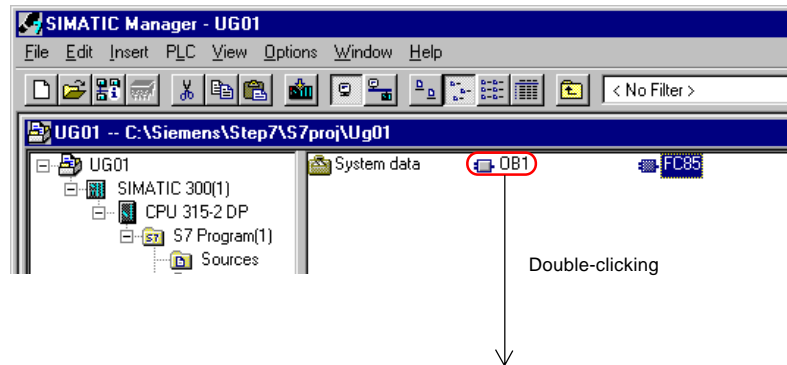 SIMATIC Manager - UG01
File Edit Insert PLC View Options Window Help
< No Filter >
UG01 -- C:\Siemens\Step7\S7proj\Ug01
UG01
System data
OB1
FC85
SIMATIC 300(1)
CPU 315-2 DP
S7 Program(1)
Sources
Double-clicking